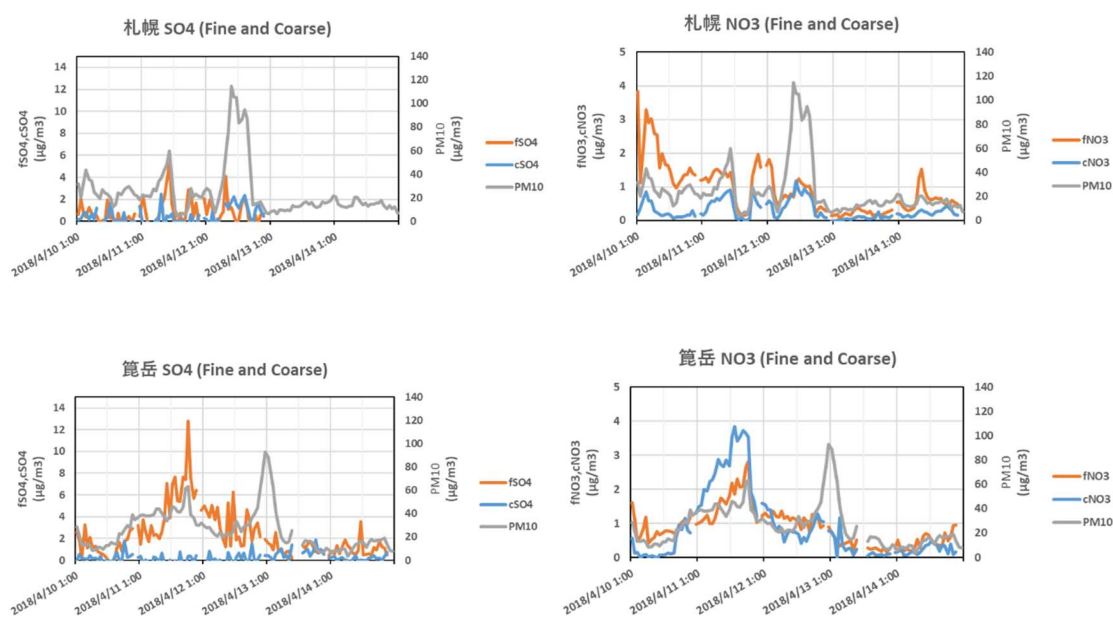 札幌 SO4 (Fine and Coarse)
14
12
10
8
6
4
2
0
fSO4,cSO4
(µg/m3)
140
120
100
80
60
40
20
0
PM10
(µg/m3)
fSO4
cSO4
PM10
2018/4/10 1:00
2018/4/11 1:00
2018/4/12 1:00
2018/4/13 1:00
2018/4/14 1:00
札幌 NO3 (Fine and Coarse)
5
4
3
2
1
0
fNO3,cNO3
(µg/m3)
140
120
100
80
60
40
20
0
PM10
(µg/m3)
fNO3
cNO3
PM10
2018/4/10 1:00
2018/4/11 1:00
2018/4/12 1:00
2018/4/13 1:00
2018/4/14 1:00
箟岳 SO4 (Fine and Coarse)
14
12
10
8
6
4
2
0
fSO4,cSO4
(µg/m3)
140
120
100
80
60
40
20
0
PM10
(µg/m3)
fSO4
cSO4
PM10
2018/4/10 1:00
2018/4/11 1:00
2018/4/12 1:00
2018/4/13 1:00
2018/4/14 1:00
箟岳 NO3 (Fine and Coarse)
5
4
3
2
1
0
fNO3,cNO3
(µg/m3)
140
120
100
80
60
40
20
0
PM10
(µg/m3)
fNO3
cNO3
PM10
2018/4/10 1:00
2018/4/11 1:00
2018/4/12 1:00
2018/4/13 1:00
2018/4/14 1:00